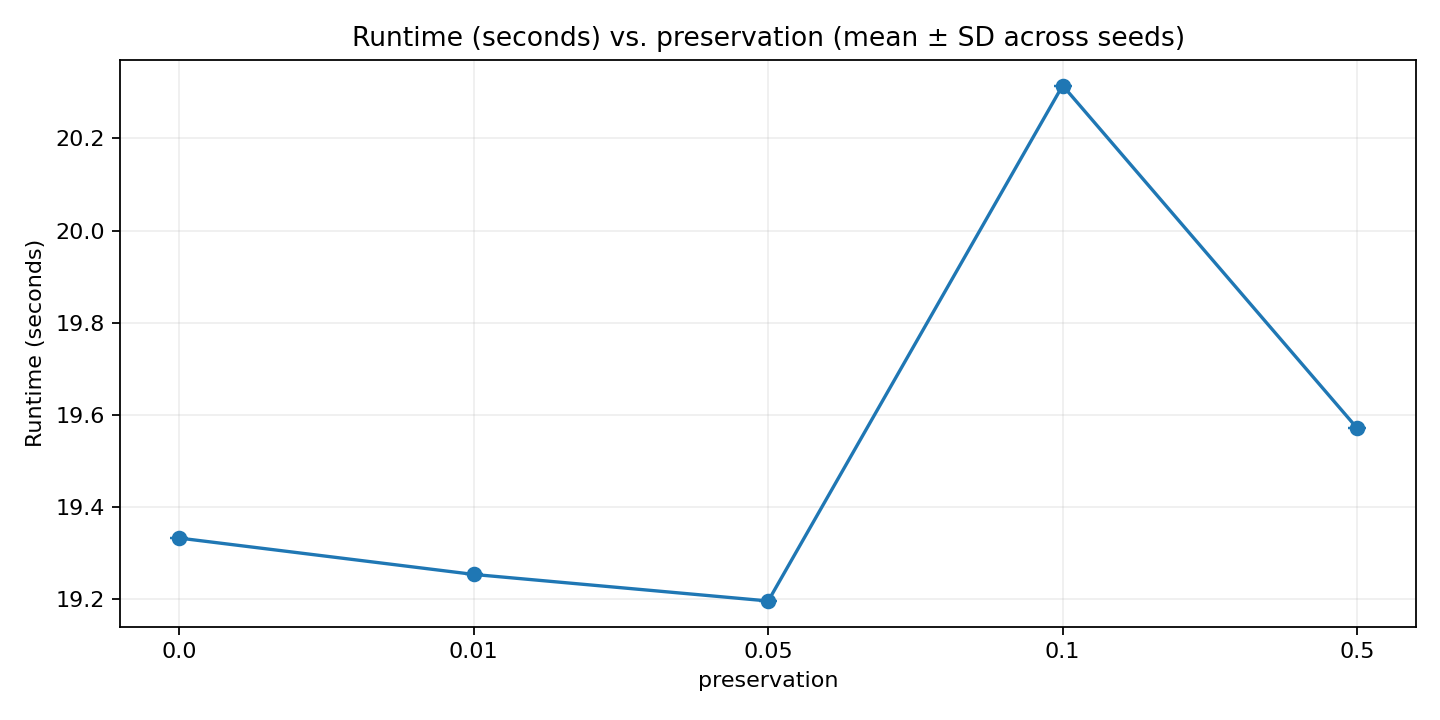 Runtime (seconds) vs. preservation (mean ± SD across seeds)
Runtime (seconds)
20.2
20.0
19.8
19.6
19.4
19.2
0.0 0.01 0.05 0.1 0.5
preservation